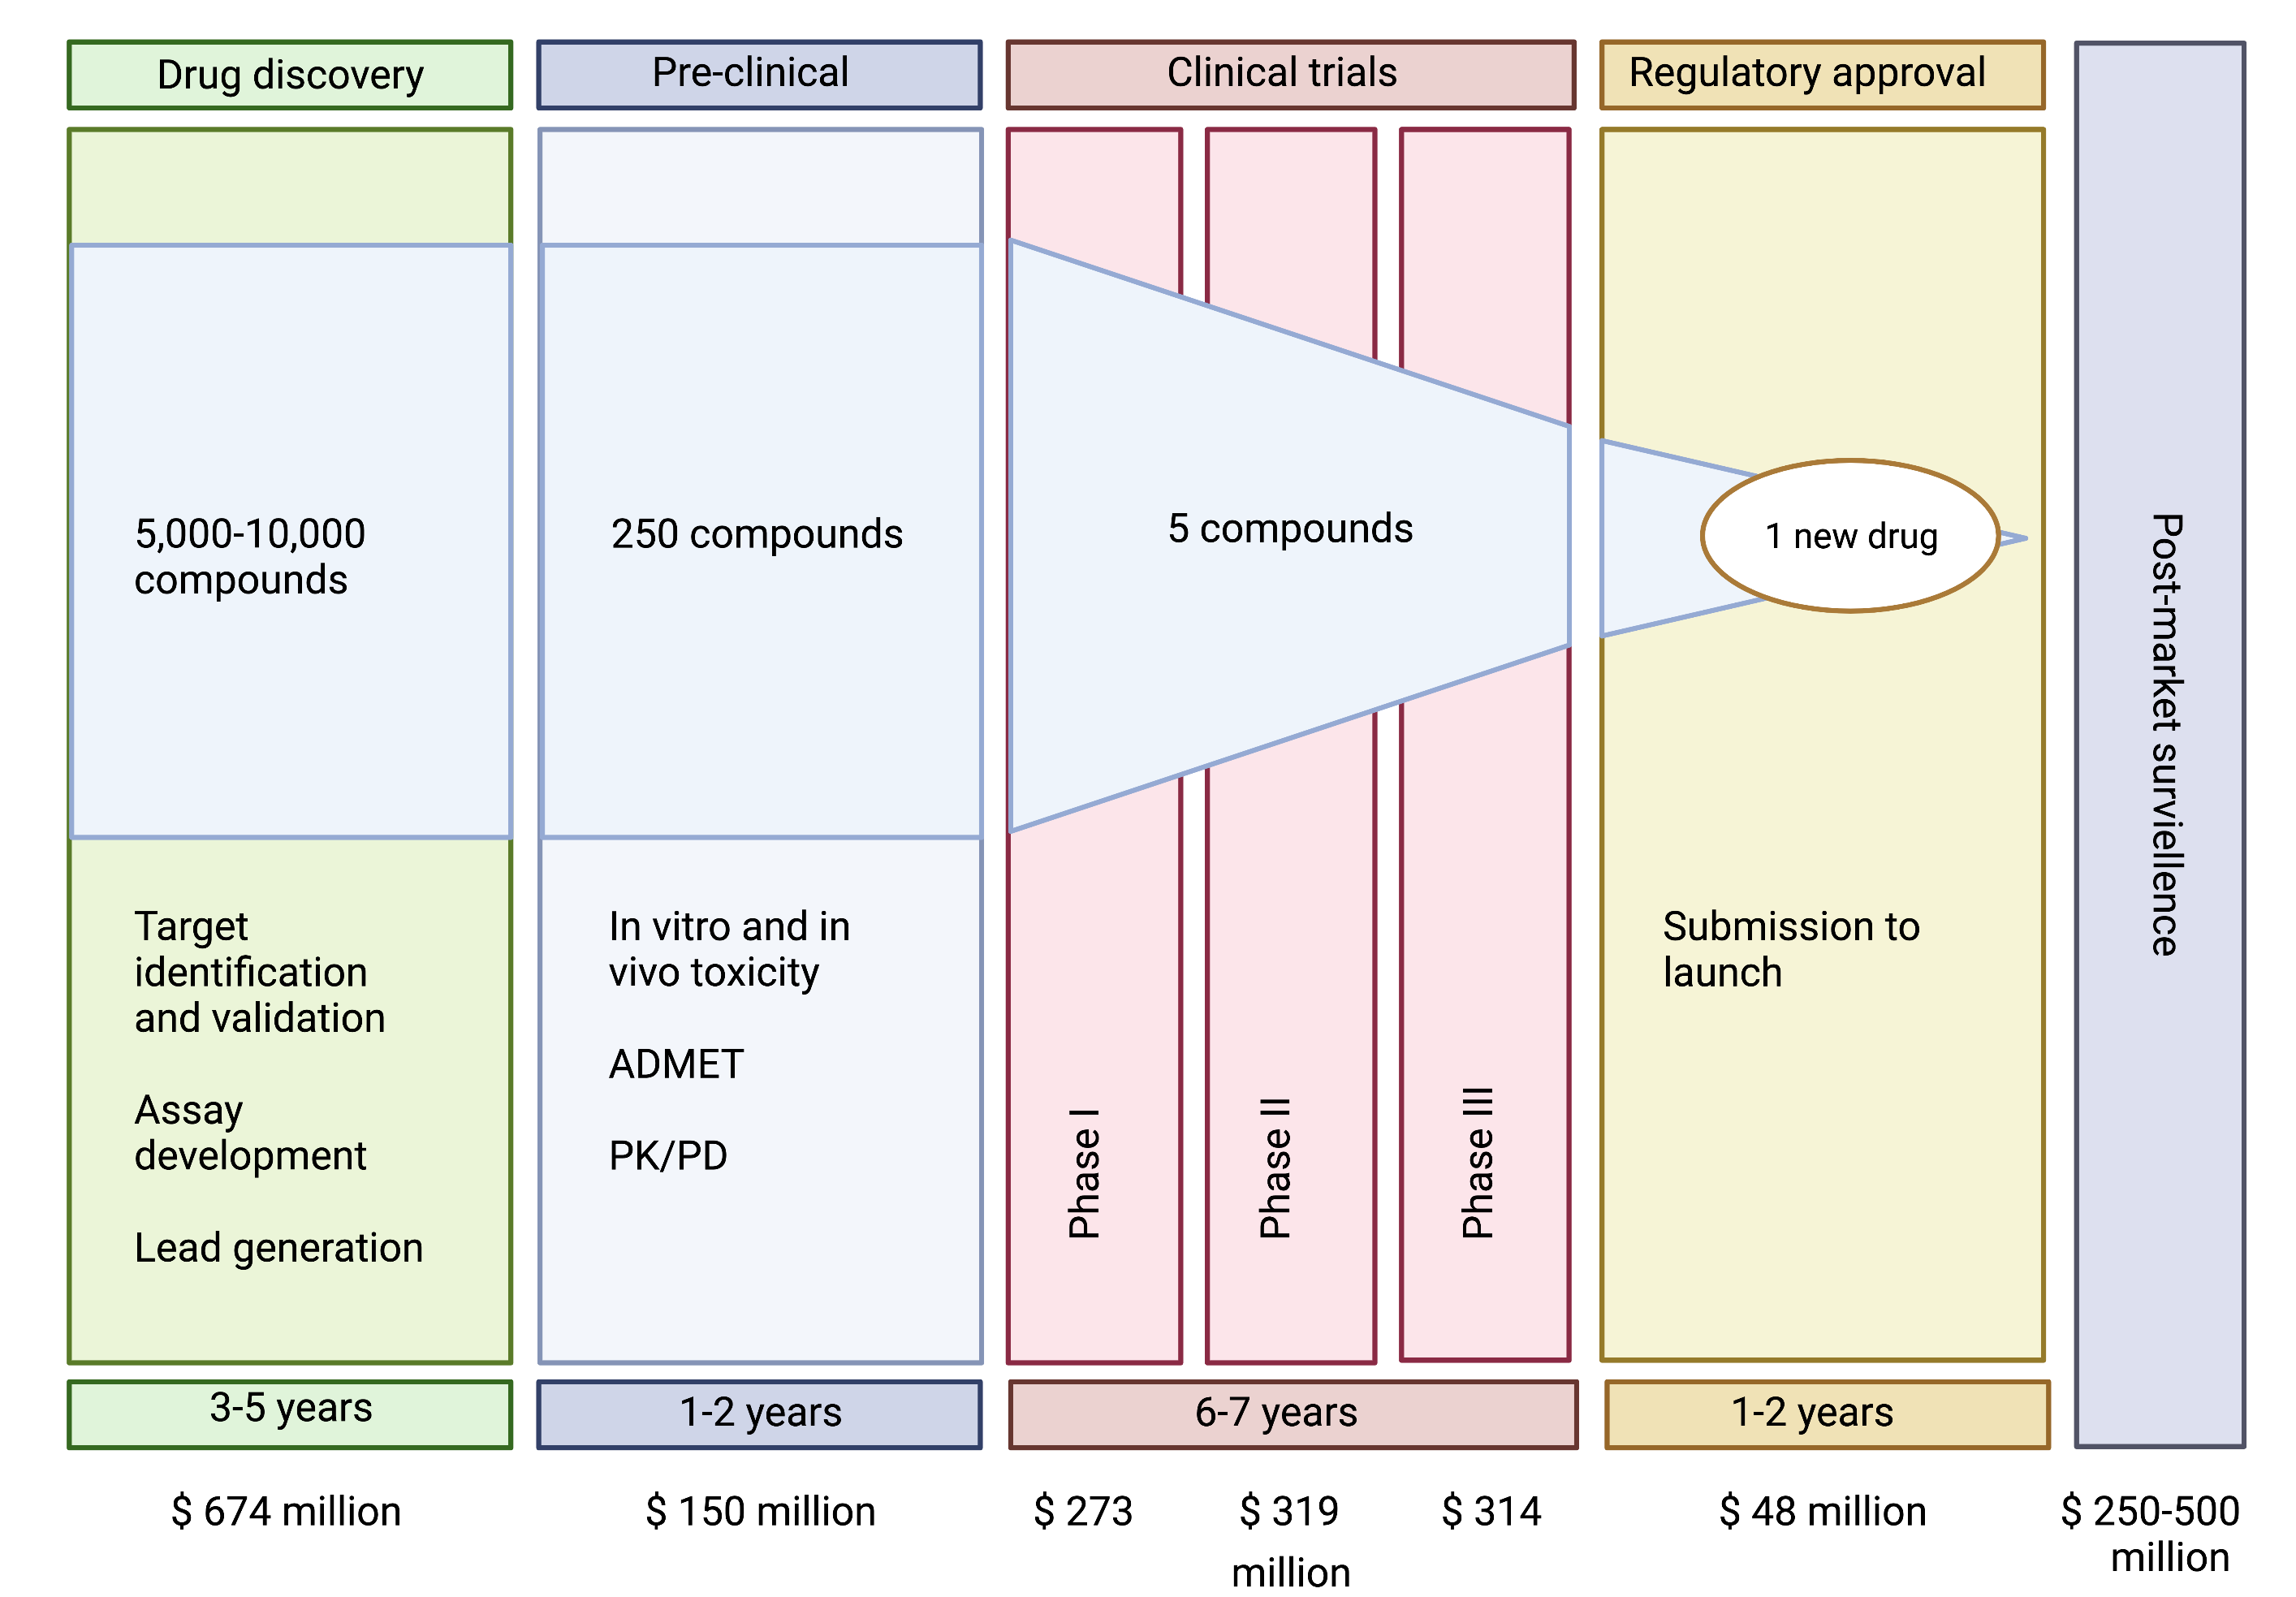 Drug discovery
Pre-clinical
Clinical trials
Regulatory approval
5,000-10,000
compounds
250 compounds
5 compounds
1 new drug
Target
identification
and validation
Assay
development
Lead generation
In vitro and in
vivo toxicity
ADMET
PK/PD
Phase I
Phase II
Phase III
Submission to
launch
Post-market surviellence
3-5 years
1-2 years
6-7 years
1-2 years
$ 674 million
$ 150 million
$ 273
$ 319
$ 314
million
$ 48 million
$ 250-500
million